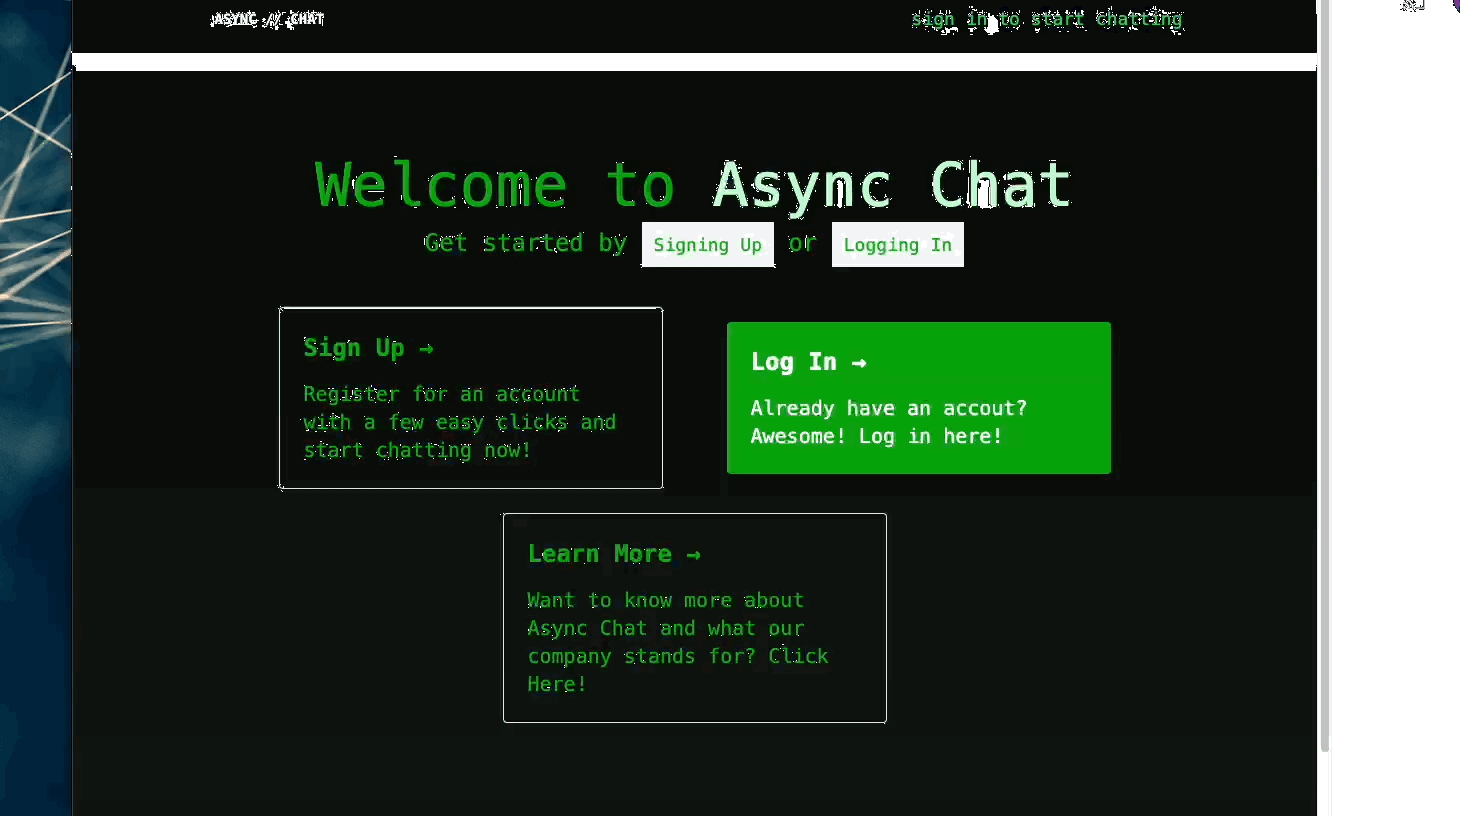 ASYNC /./ CHAT
sign in to start chatting
Welcome to Async Chat
Get started by Signing Up or Logging In
Sign Up →
Register for an account
with a few easy clicks and
start chatting now!
Log In →
Already have an accout?
Awesome! Log in here!
Learn More →
Want to know more about
Async Chat and what our
company stands for? Click
Here!